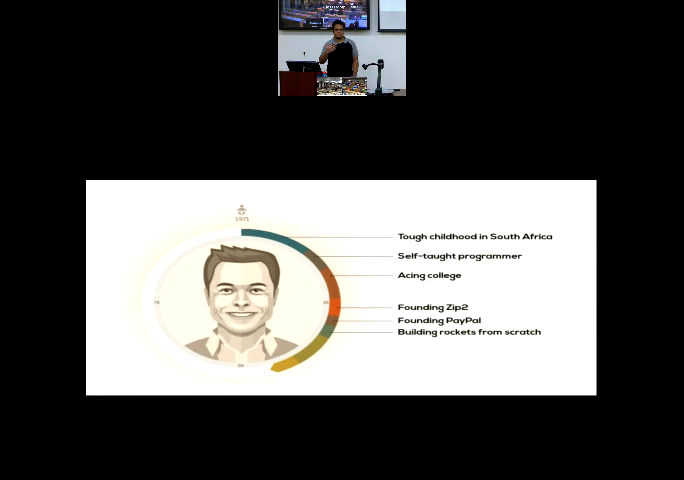 1971
Tough childhood in South Africa
Self-taught programmer
Acing college
Founding Zip2
Founding PayPal
Building rockets from scratch